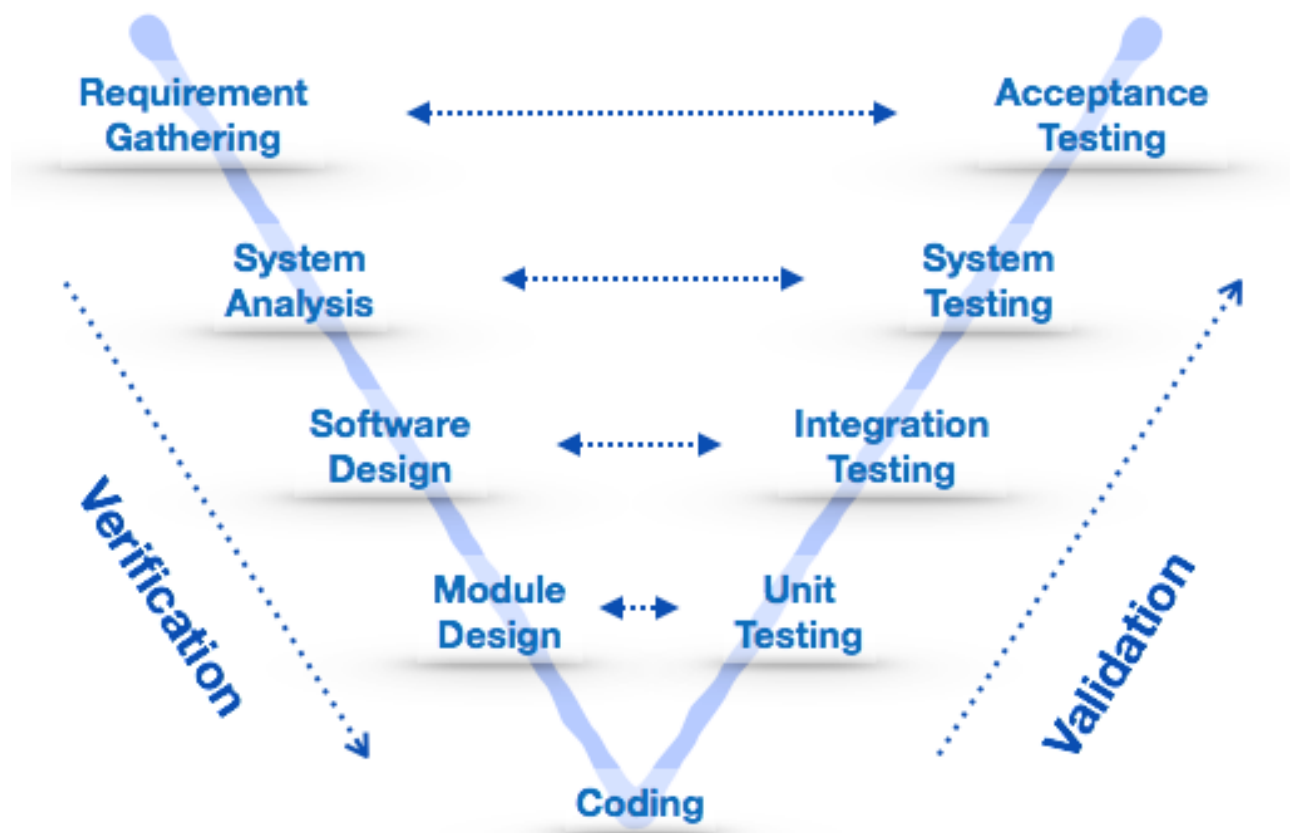 Requirement
Gathering
Acceptance
Testing
System
Analysis
System
Testing
Software
Design
Integration
Testing
Verification
Module
Design
Unit
Testing
Validation
Coding